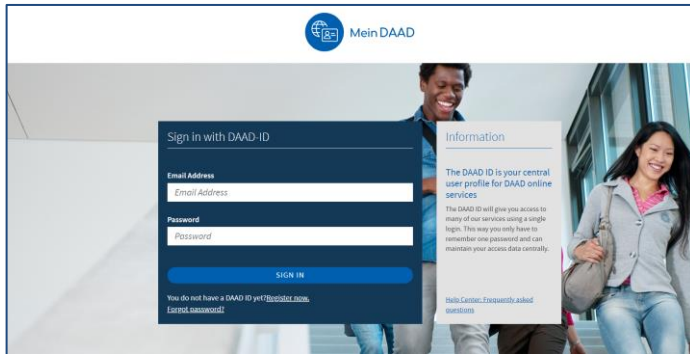 Mein DAAD
Sign in with DAAD-ID
Email Address
Email Address
Password
Password
SIGN IN
You do not have a DAAD ID yet?Register now.
Forgot password?
Information
The DAAD ID is your central
user profile for DAAD online
services
The DAAD ID will give you access to
many of our services using a single
login. This way you only have to
remember one password and can
maintain your access data centrally.
Help Center: Frequently asked
questions